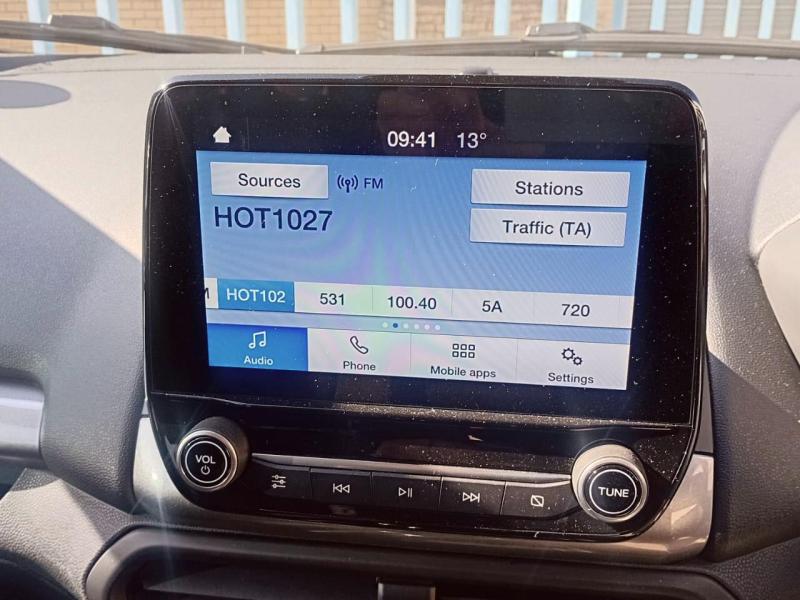 09:41 13°
Sources FM Stations
HOT1027 Traffic (TA)
HOT102 531 100.40 5A 720
Audio Phone Mobile apps Settings
VOL TUNE